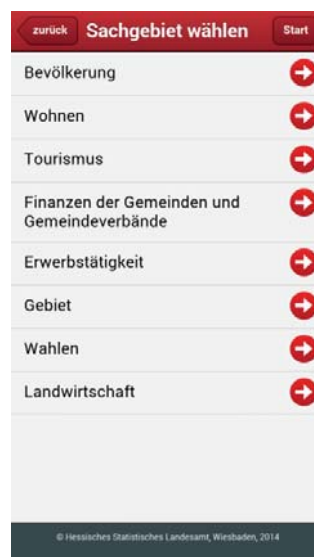 zurück Sachgebiet wählen Start
Bevölkerung
Wohnen
Tourismus
Finanzen der Gemeinden und
Gemeindeverbände
Erwerbstätigkeit
Gebiet
Wahlen
Landwirtschaft
© Hessisches Statistisches Landesamt, Wiesbaden, 2014